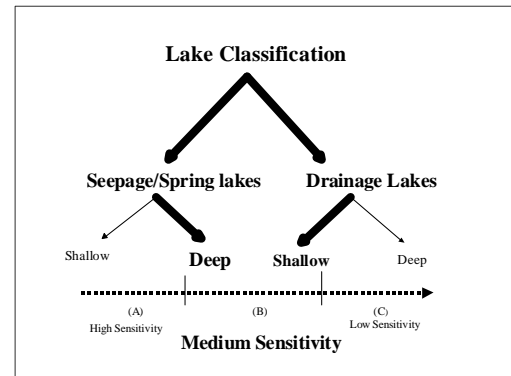 Lake Classification
Seepage/Spring lakes Drainage Lakes
Shallow Deep Shallow Deep
(A) (B) (C)
High Sensitivity Low Sensitivity
Medium Sensitivity